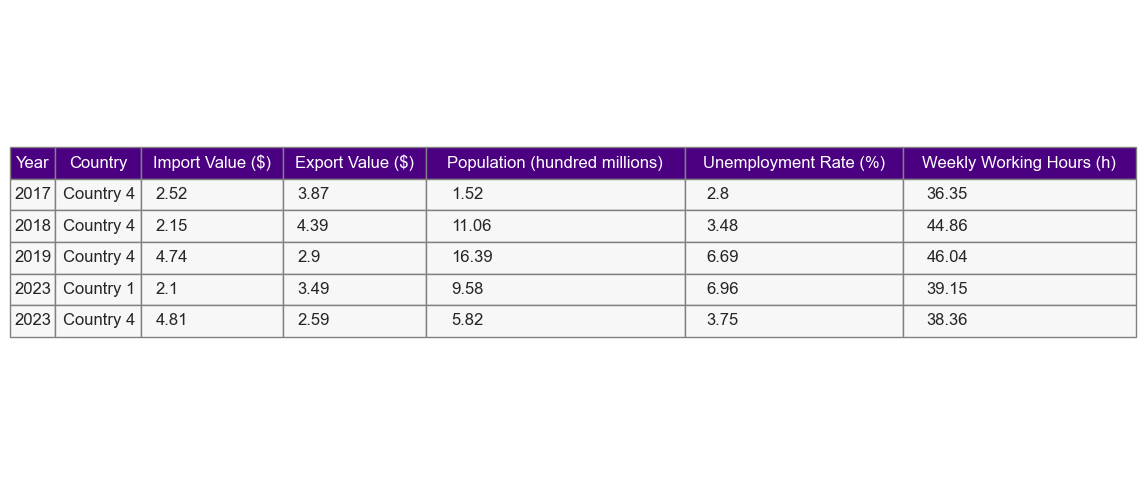 Year Country Import Value ($) Export Value ($) Population (hundred millions) Unemployment Rate (%) Weekly Working Hours (h)
2017 Country 4 2.52 3.87 1.52 2.8 36.35
2018 Country 4 2.15 4.39 11.06 3.48 44.86
2019 Country 4 4.74 2.9 16.39 6.69 46.04
2023 Country 1 2.1 3.49 9.58 6.96 39.15
2023 Country 4 4.81 2.59 5.82 3.75 38.36